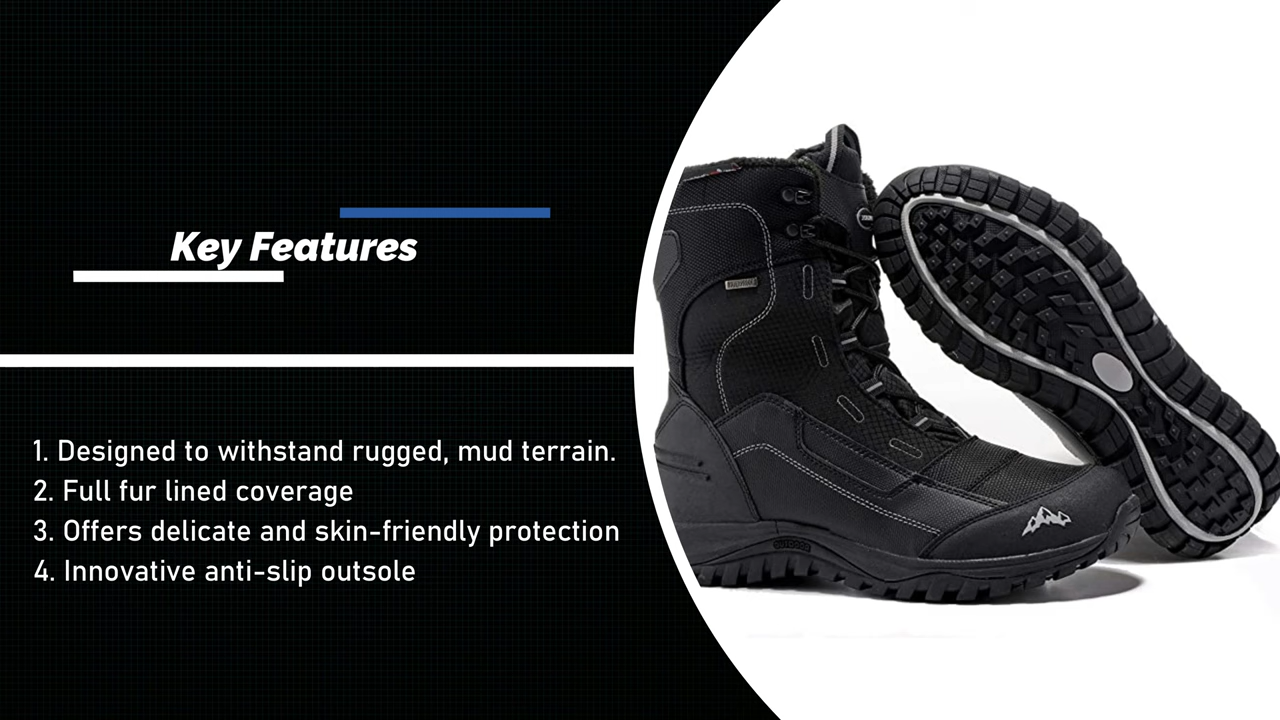 Key Features
1. Designed to withstand rugged, mud terrain.
2. Full fur lined coverage
3. Offers delicate and skin-friendly protection
4. Innovative anti-slip outsole
OUTDOOR